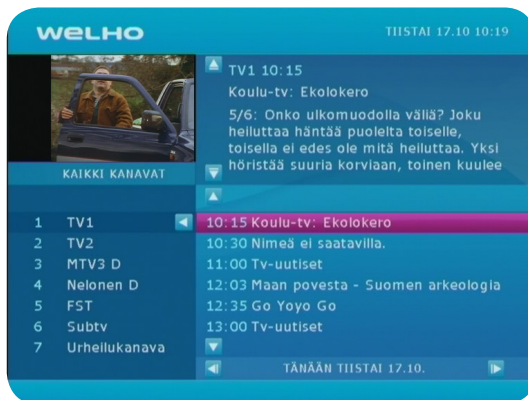 WELHO
TIISTAI 17.10 10:19
TV1 10:15
Koulu-tv: Ekolokero
5/6: Onko ulkomuodolla väliä? Joku
heiluttaa häntää puolelta toiselle,
toisella ei edes ole mitä heiluttaa. Yksi
höristää suuria korviaan, toinen kuulee
KAIKKI KANAVAT
1 TV1
2 TV2
3 MTV3 D
4 Nelonen D
5 FST
6 Subtv
7 Urheilukanava
10:15 Koulu-tv: Ekolokero
10:30 Nimeä ei saatavilla.
11:00 Tv-uutiset
12:03 Maan povesta - Suomen arkeologia
12:35 Go Yoyo Go
13:00 Tv-uutiset
TÄNÄÄN TIISTAI 17.10.